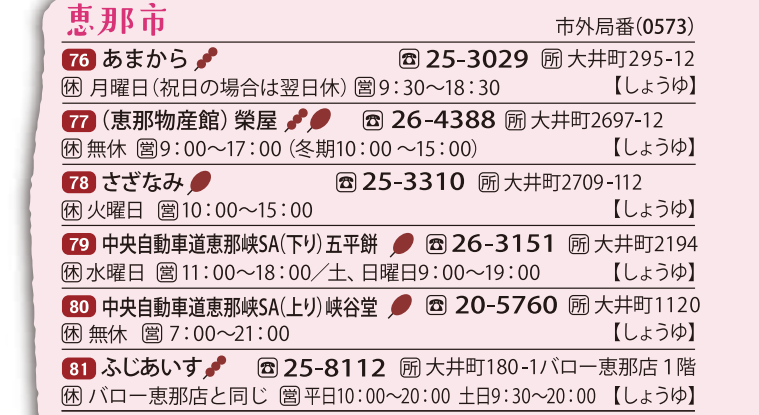 恵那市 市外局番(0573)
76 あまから ☎ 25-3029 所 大井町295-12
休 月曜日(祝日の場合は翌日休) 営 9:30〜18:30 【しょうゆ】
77 (恵那物産館) 榮屋 ☎ 26-4388 所 大井町2697-12
休 無休 営 9:00〜17:00 (冬期10:00〜15:00) 【しょうゆ】
78 さざなみ ☎ 25-3310 所 大井町2709-112
休 火曜日 営 10:00〜15:00 【しょうゆ】
79 中央自動車道恵那峡SA(下り) 五平餅 ☎ 26-3151 所 大井町2194
休 水曜日 営 11:00〜18:00/土、日曜日9:00〜19:00 【しょうゆ】
80 中央自動車道恵那峡SA(上り) 峡谷堂 ☎ 20-5760 所 大井町1120
休 無休 営 7:00〜21:00 【しょうゆ】
81 ふじあいす ☎ 25-8112 所 大井町180-1バロー恵那店1階
休 バロー恵那店と同じ 営 平日10:00〜20:00 土日9:30〜20:00 【しょうゆ】